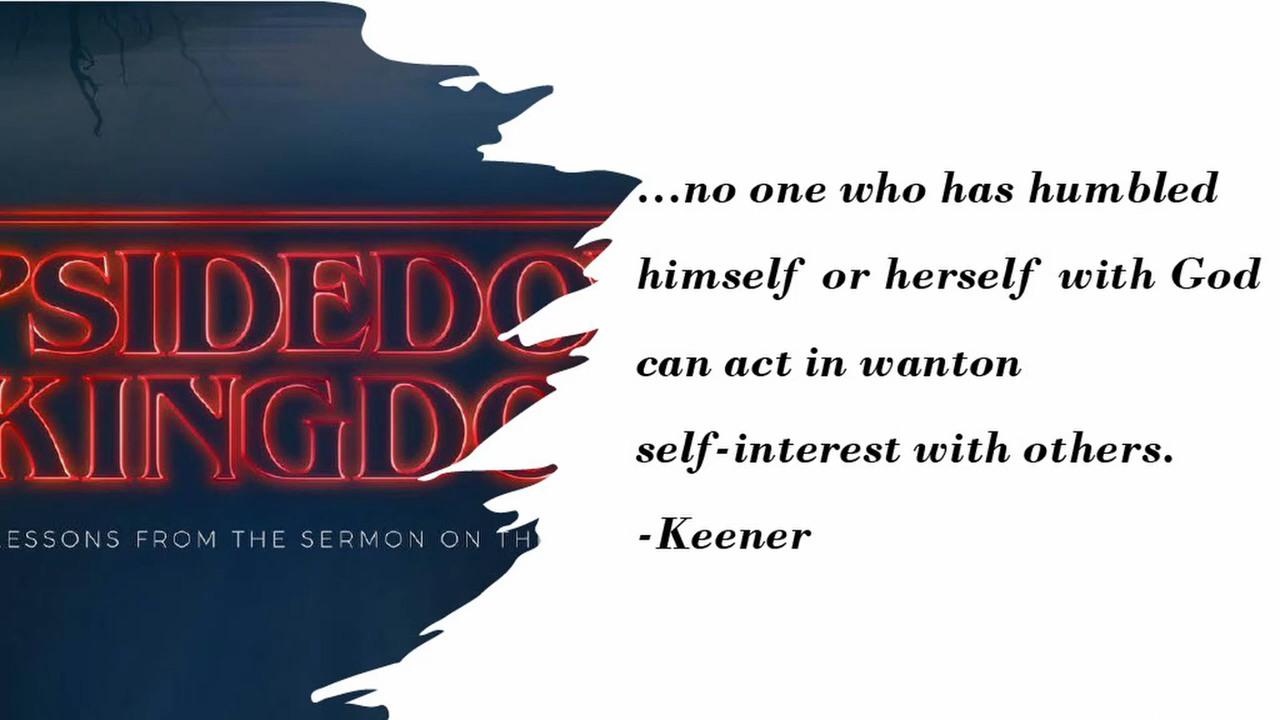 PSIDEDO
KINGDO
LESSONS FROM THE SERMON ON TH
...no one who has humbled
himself or herself with God
can act in wanton
self-interest with others.
-Keener